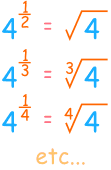 4^{1/2} = √4
4^{1/3} = ∛4
4^{1/4} = ∜4
etc...